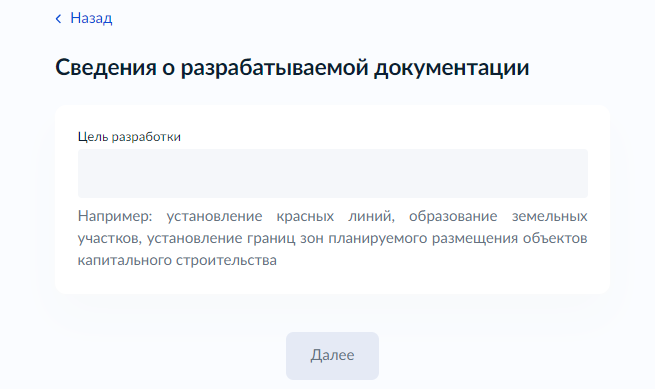 Назад
Сведения о разрабатываемой документации
Цель разработки
Например: установление красных линий, образование земельных
участков, установление границ зон планируемого размещения объектов
капитального строительства
Далее